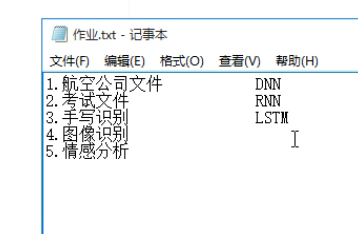 作业.txt - 记事本
文件(F) 编辑(E) 格式(O) 查看(V) 帮助(H)
1.航空公司文件 DNN
2.考试文件 RNN
3.手写识别 LSTM
4.图像识别
5.情感分析